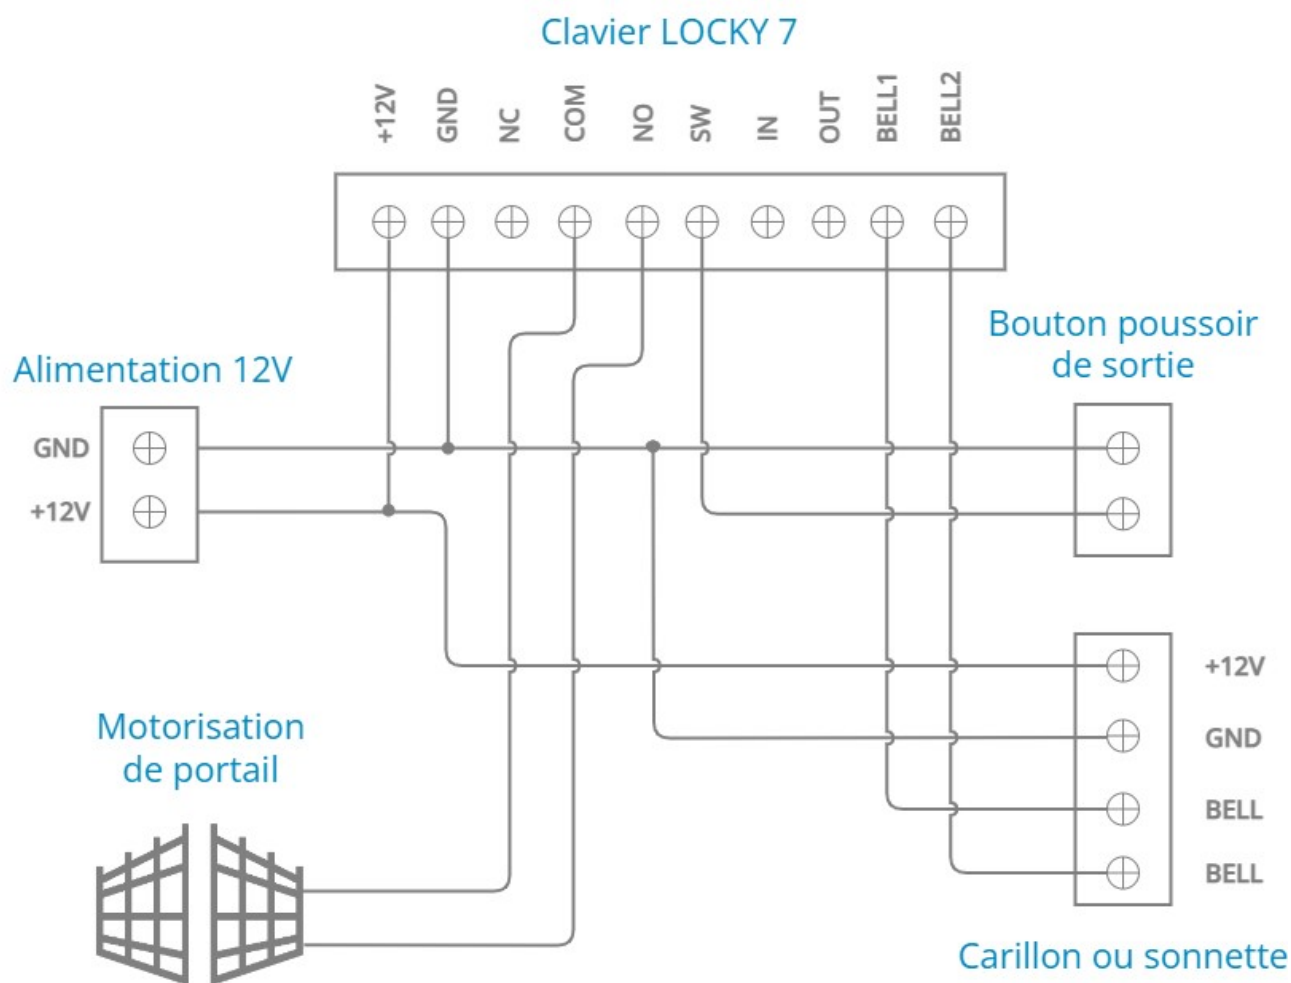 Clavier LOCKY 7
+12V GND NC COM NO SW IN OUT BELL1 BELL2
Bouton poussoir
de sortie
Alimentation 12V
GND
+12V
+12V
GND
BELL
BELL
Motorisation
de portail
Carillon ou sonnette